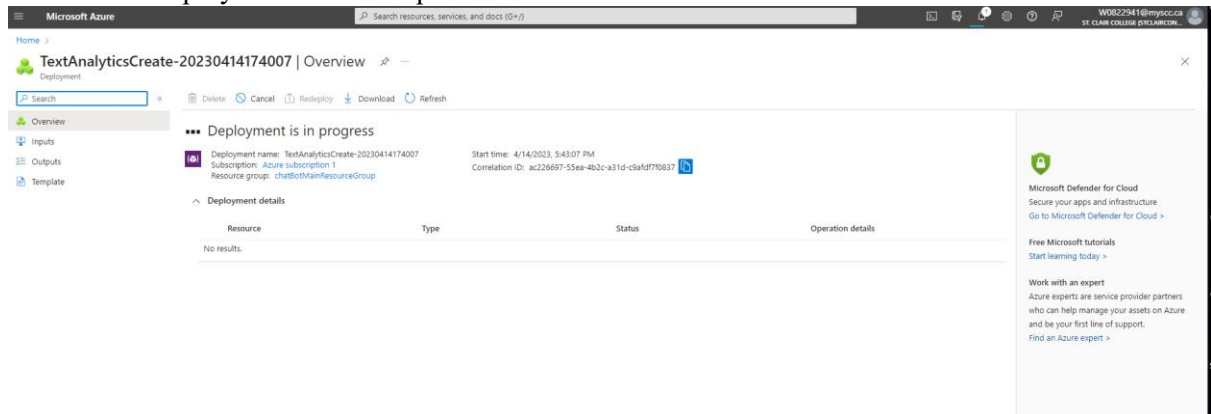 Microsoft Azure
Search resources, services, and docs (G+/)
1
W0822941@myscc.ca
ST. CLAIR COLLEGE (STCLAIRCON...
Home >
TextAnalyticsCreate-20230414174007 | Overview
Deployment
Search
Delete Cancel Redeploy Download Refresh
Overview
Inputs
Outputs
Template
Deployment is in progress
Deployment name: TextAnalyticsCreate-20230414174007
Subscription: Azure subscription 1
Resource group: chatBotMainResourceGroup
Start time: 4/14/2023, 5:43:07 PM
Correlation ID: ac226697-55ea-4b2c-a31d-c9afdf7f0837
Deployment details
Resource Type Status Operation details
No results.
Microsoft Defender for Cloud
Secure your apps and infrastructure
Go to Microsoft Defender for Cloud >
Free Microsoft tutorials
Start learning today >
Work with an expert
Azure experts are service provider partners
who can help manage your assets on Azure
and be your first line of support.
Find an Azure expert >